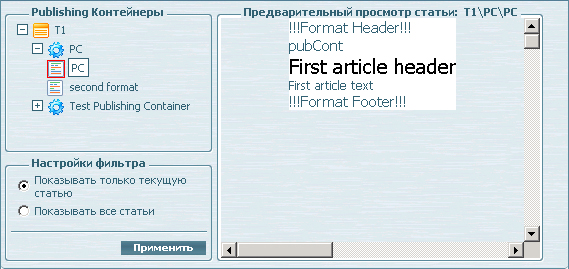 Publishing Контейнеры
T1
PC
PC
second format
Test Publishing Container
Настройки фильтра
Показывать только текущую
статью
Показывать все статьи
Применить
Предварительный просмотр статьи: T1\PC\PC
!!!Format Header!!!
pubCont
First article header
First article text
!!!Format Footer!!!